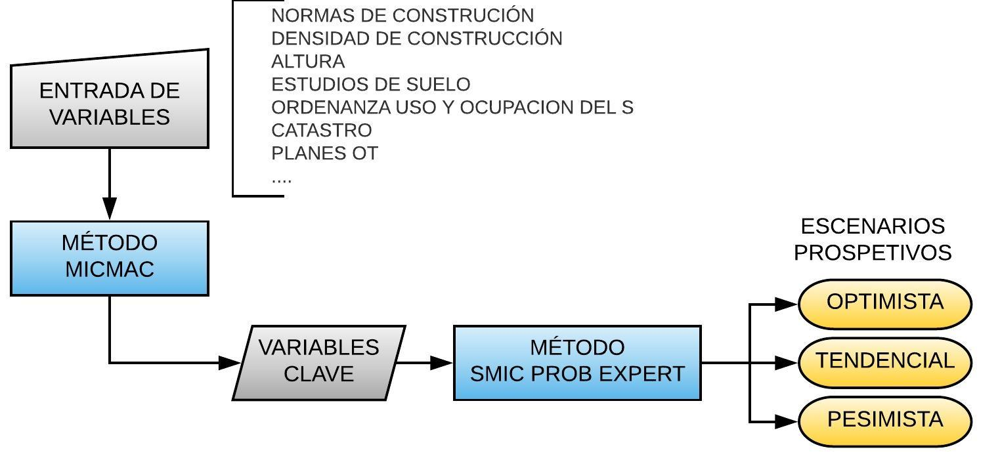 NORMAS DE CONSTRUCIÓN
DENSIDAD DE CONSTRUCCIÓN
ALTURA
ESTUDIOS DE SUELO
ORDENANZA USO Y OCUPACION DEL S
CATASTRO
PLANES OT
....
ENTRADA DE
VARIABLES
MÉTODO
MICMAC
VARIABLES
CLAVE
MÉTODO
SMIC PROB EXPERT
ESCENARIOS
PROSPETIVOS
OPTIMISTA
TENDENCIAL
PESIMISTA